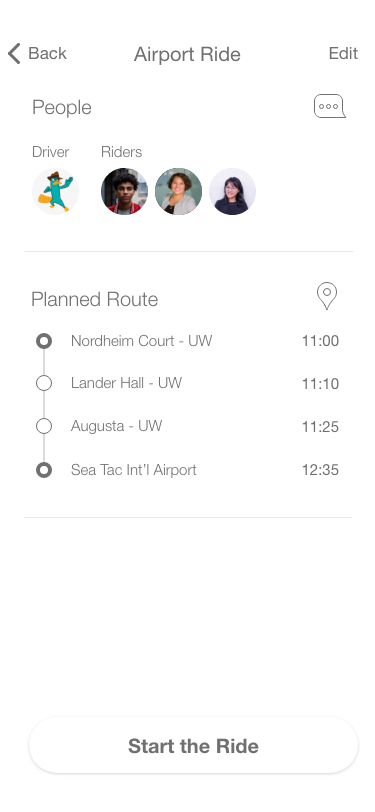 Back Airport Ride Edit
People
Driver Riders
Planned Route
Nordheim Court - UW 11:00
Lander Hall - UW 11:10
Augusta - UW 11:25
Sea Tac Int’l Airport 12:35
Start the Ride